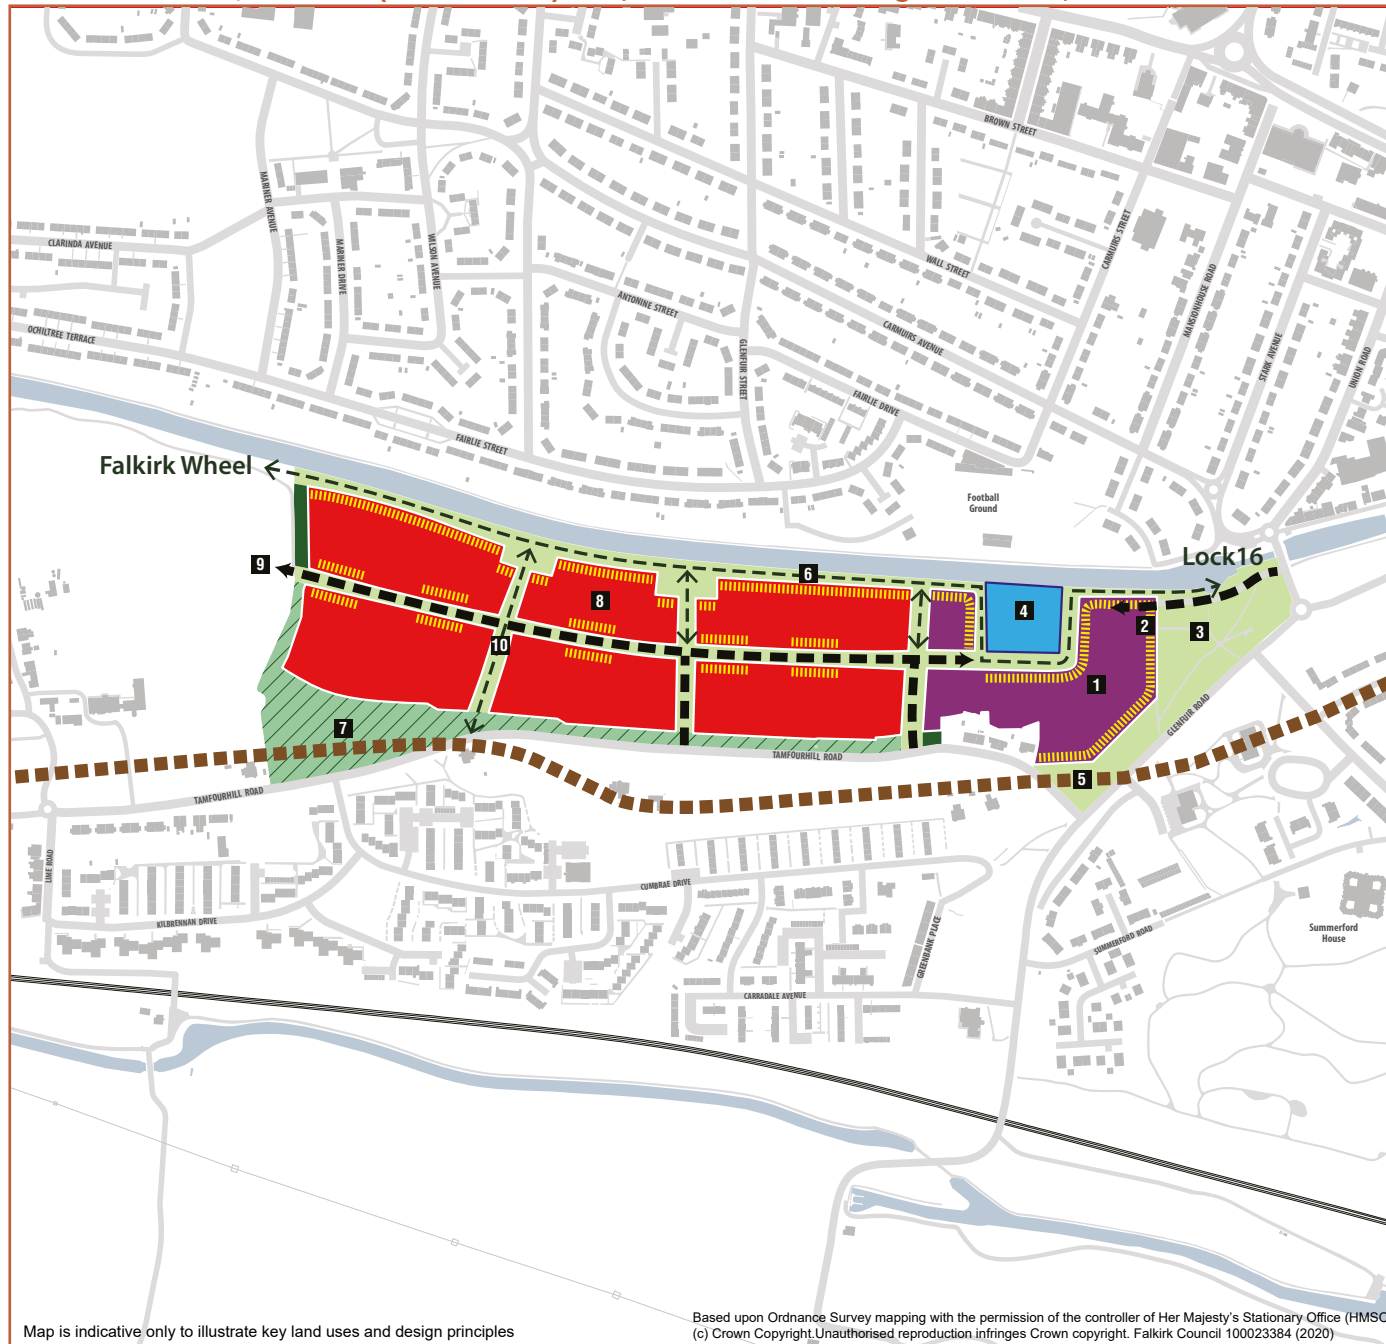 BROWN STREET
MARINER AVENUE
CLARINDA AVENUE
MARINER DRIVE
WILSON AVENUE
CARMUIRS STREET
WALL STREET
MANSIONHOUSE ROAD
ANTONINE STREET
OCHILTREE TERRACE
CARMUIRS AVENUE
STARK AVENUE
UNION ROAD
GLENFUIR STREET
FAIRLIE DRIVE
FAIRLIE STREET
Falkirk Wheel
Football
Ground
Lock16
9
6
8
4
2
3
10
1
7
5
GLENFUIR ROAD
TAMFOURHILL ROAD
TAMFOURHILL ROAD
LIME ROAD
CUMBRAE DRIVE
KILBRENNAN DRIVE
GREENBANK PLACE
SUMMERFORD ROAD
Summerford
House
CARRADALE AVENUE
Map is indicative only to illustrate key land uses and design principles
Based upon Ordnance Survey mapping with the permission of the controller of Her Majesty's Stationary Office (HMSO
(c) Crown Copyright.Unauthorised reproduction infringes Crown copyright. Falkirk Council 100023384 (2020)